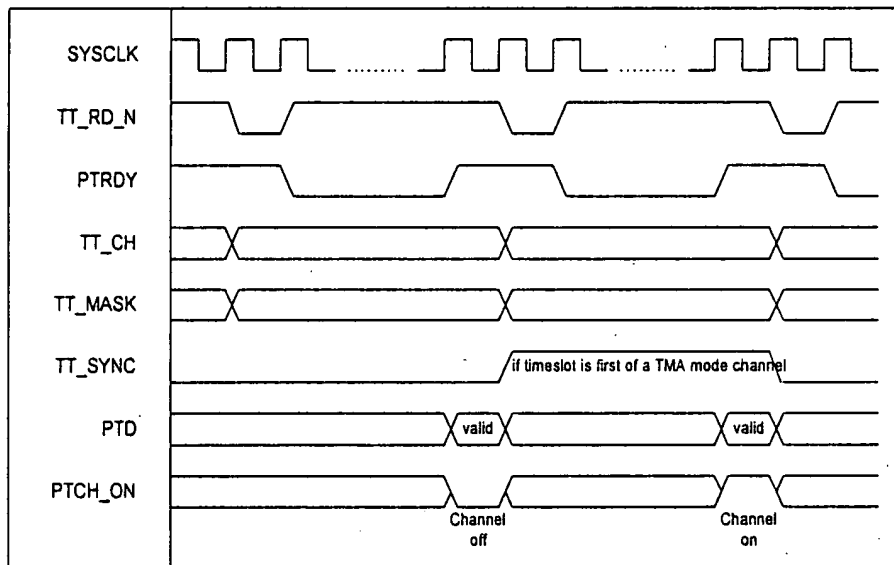 SYSCLK
TT_RD_N
PTRDY
TT_CH
TT_MASK
TT_SYNC
if timeslot is first of a TMA mode channel
PTD
valid
valid
PTCH_ON
Channel
off
Channel
on